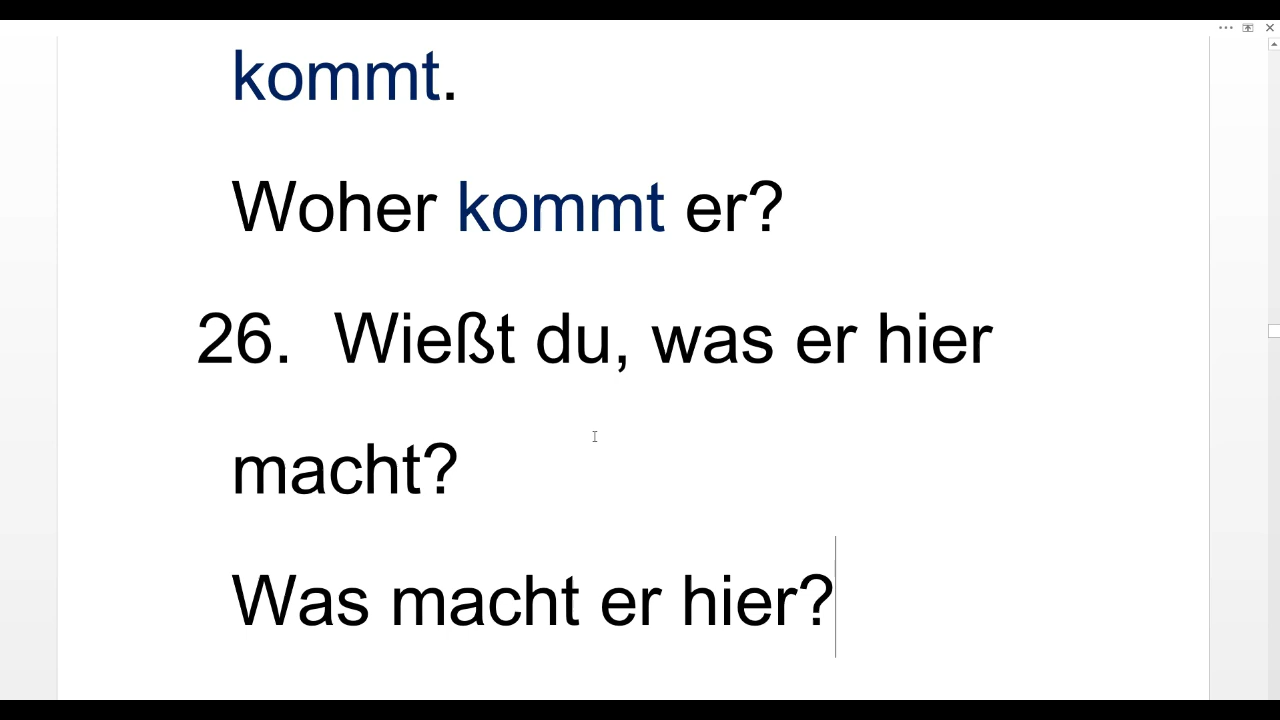 kommt.
Woher kommt er?
26. Wießt du, was er hier
macht?
Was macht er hier?